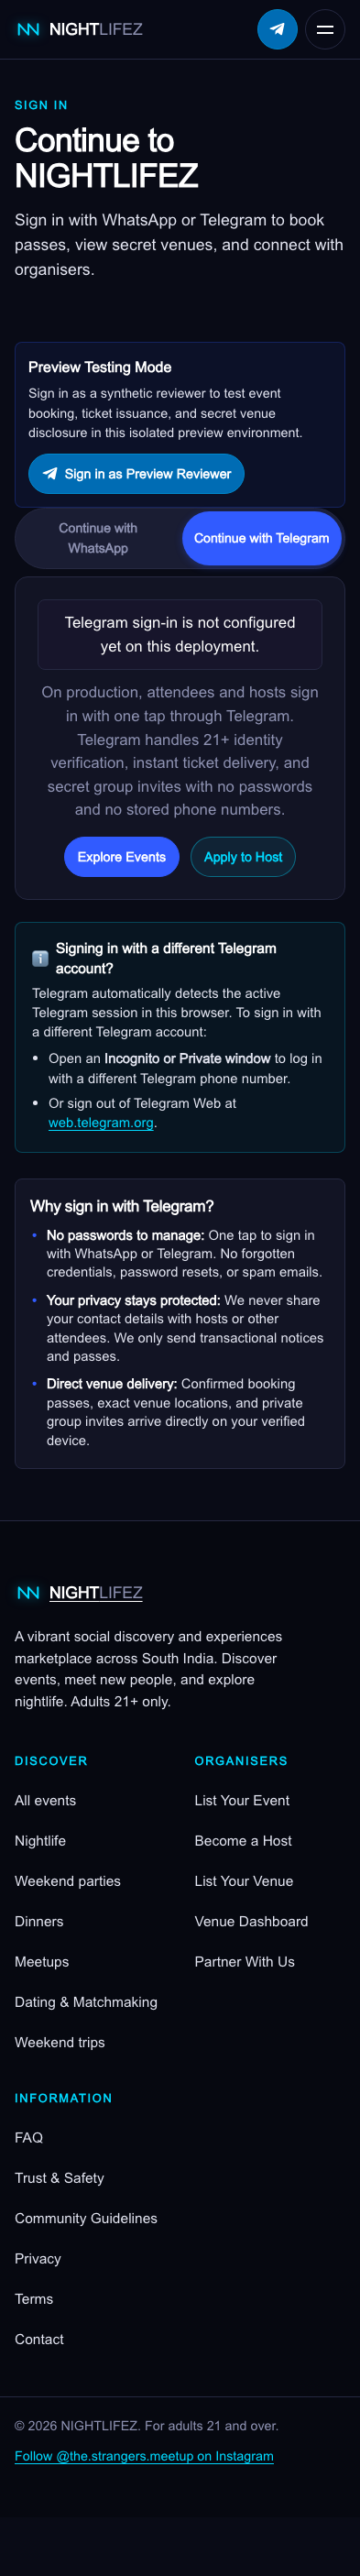 NIGHTLIFEZ
SIGN IN
Continue to
NIGHTLIFEZ
Sign in with WhatsApp or Telegram to book
passes, view secret venues, and connect with
organisers.
Preview Testing Mode
Sign in as a synthetic reviewer to test event
booking, ticket issuance, and secret venue
disclosure in this isolated preview environment.
Sign in as Preview Reviewer
Continue with
WhatsApp
Continue with Telegram
Telegram sign-in is not configured
yet on this deployment.
On production, attendees and hosts sign
in with one tap through Telegram.
Telegram handles 21+ identity
verification, instant ticket delivery, and
secret group invites with no passwords
and no stored phone numbers.
Explore Events
Apply to Host
Signing in with a different Telegram
account?
Telegram automatically detects the active
Telegram session in this browser. To sign in with
a different Telegram account:
• Open an Incognito or Private window to log in
with a different Telegram phone number.
• Or sign out of Telegram Web at
web.telegram.org.
Why sign in with Telegram?
• No passwords to manage: One tap to sign in
with WhatsApp or Telegram. No forgotten
credentials, password resets, or spam emails.
• Your privacy stays protected: We never share
your contact details with hosts or other
attendees. We only send transactional notices
and passes.
• Direct venue delivery: Confirmed booking
passes, exact venue locations, and private
group invites arrive directly on your verified
device.
NIGHTLIFEZ
A vibrant social discovery and experiences
marketplace across South India. Discover
events, meet new people, and explore
nightlife. Adults 21+ only.
DISCOVER
All events
Nightlife
Weekend parties
Dinners
Meetups
Dating & Matchmaking
Weekend trips
ORGANISERS
List Your Event
Become a Host
List Your Venue
Venue Dashboard
Partner With Us
INFORMATION
FAQ
Trust & Safety
Community Guidelines
Privacy
Terms
Contact
© 2026 NIGHTLIFEZ. For adults 21 and over.
Follow @the.strangers.meetup on Instagram